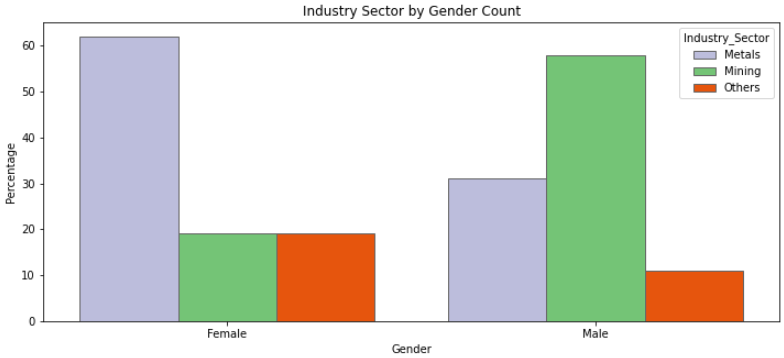 Industry Sector by Gender Count
Industry_Sector
Metals
Mining
Others
Percentage
60
50
40
30
20
10
0
Female
Male
Gender